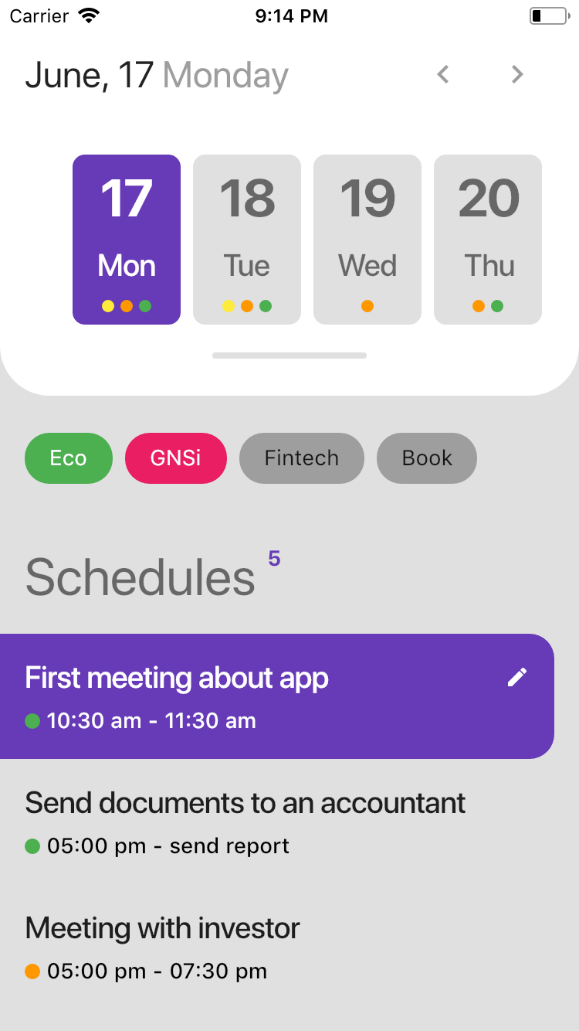 Carrier 9:14 PM
June, 17 Monday
17 18 19 20
Mon Tue Wed Thu
Eco GNSi Fintech Book
Schedules 5
First meeting about app
10:30 am - 11:30 am
Send documents to an accountant
05:00 pm - send report
Meeting with investor
05:00 pm - 07:30 pm